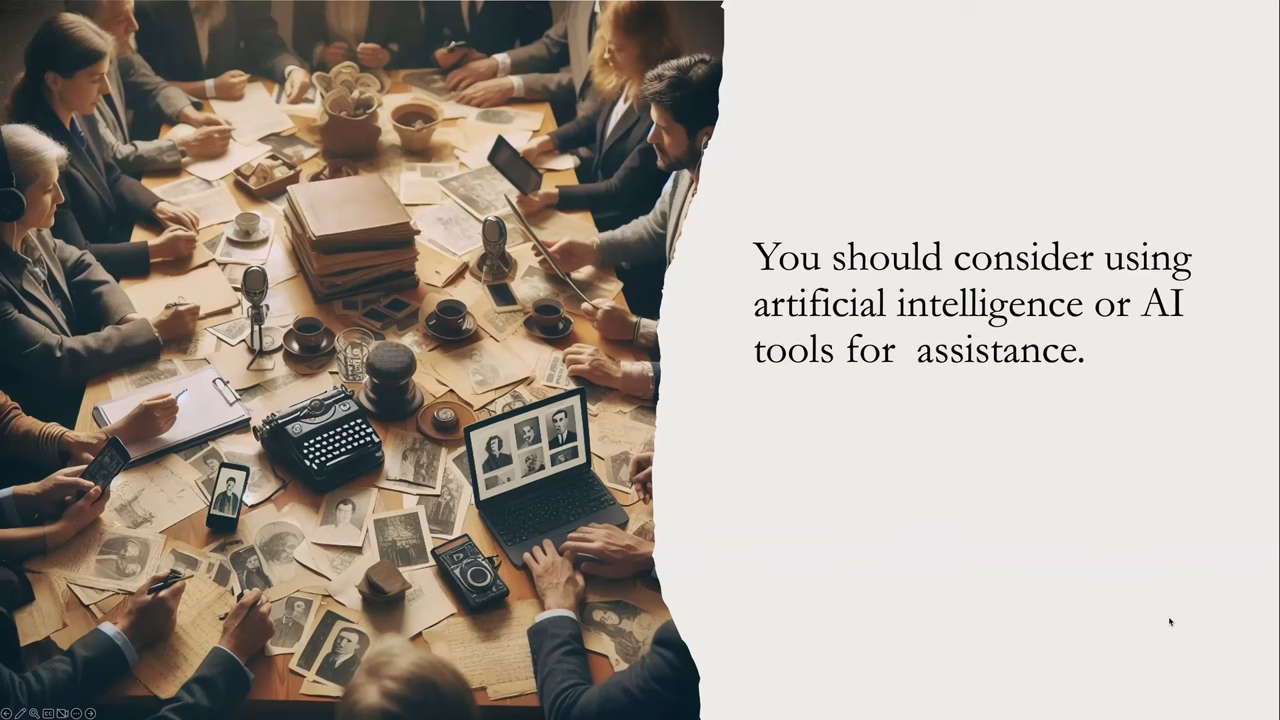 You should consider using
artificial intelligence or AI
tools for  assistance.